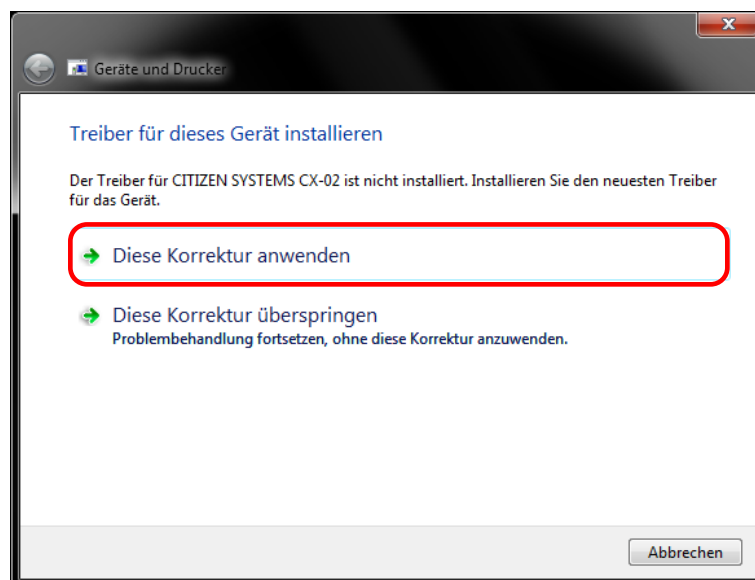 Geräte und Drucker
Treiber für dieses Gerät installieren
Der Treiber für CITIZEN SYSTEMS CX-02 ist nicht installiert. Installieren Sie den neuesten Treiber
für das Gerät.
Diese Korrektur anwenden
Diese Korrektur überspringen
Problembehandlung fortsetzen, ohne diese Korrektur anzuwenden.
Abbrechen